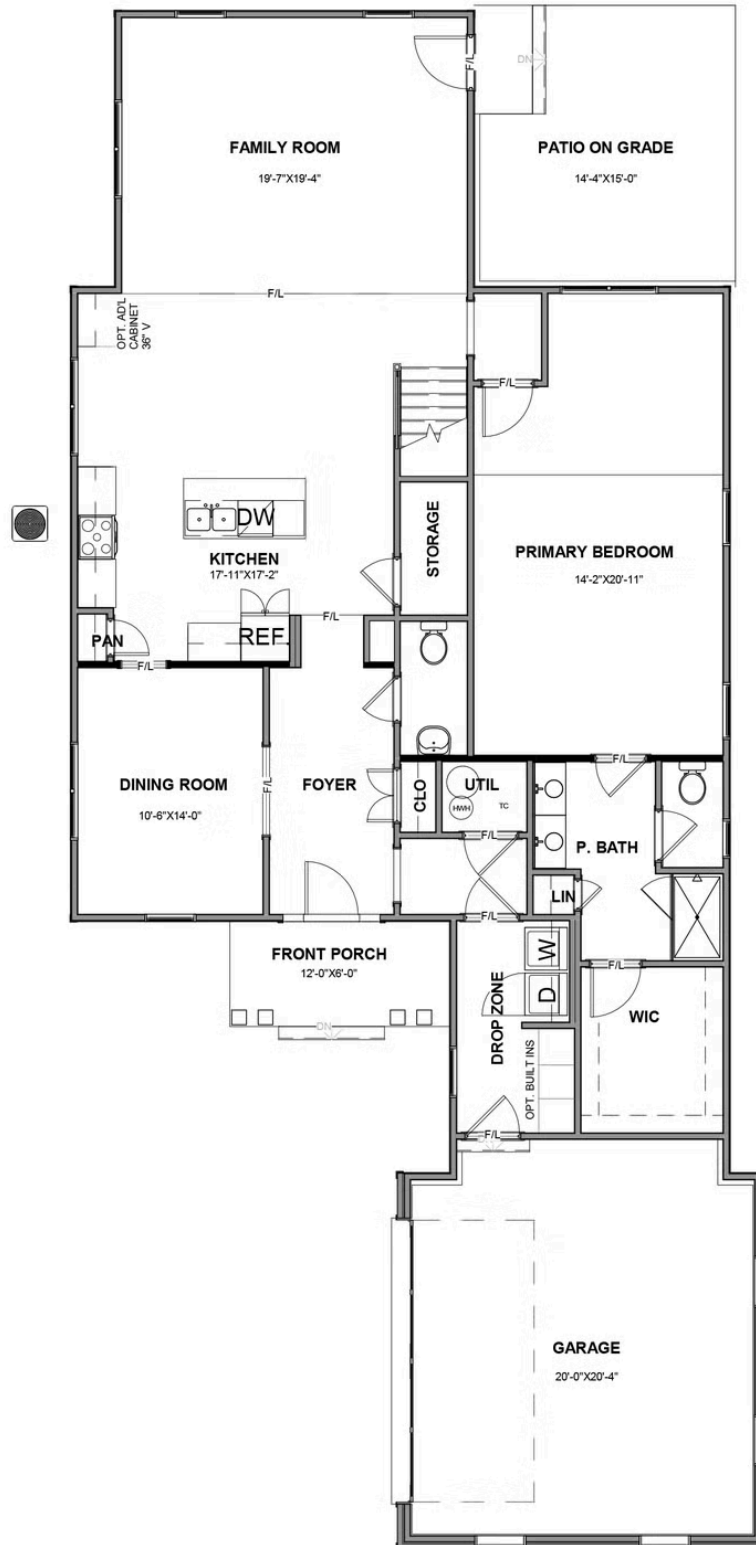 DN
F/L
FAMILY ROOM
19'-7"X19'-4"
PATIO ON GRADE
14'-4"X15'-0"
F/L
OPT. AD'L
CABINET
36" V
F/L
STORAGE
DW
KITCHEN
17'-11"X17'-2"
PRIMARY BEDROOM
14'-2"X20'-11"
F/L
PAN
REF
F/L
F/L
DINING ROOM
10'-6"X14'-0"
F/L
FOYER
CLO
UTIL
HWH
TC
F/L
P. BATH
LIN
F/L
W
D
F/L
FRONT PORCH
12'-0"X6'-0"
DN
DROP ZONE
WIC
OPT. BUILT INS
F/L
GARAGE
20'-0"X20'-4"